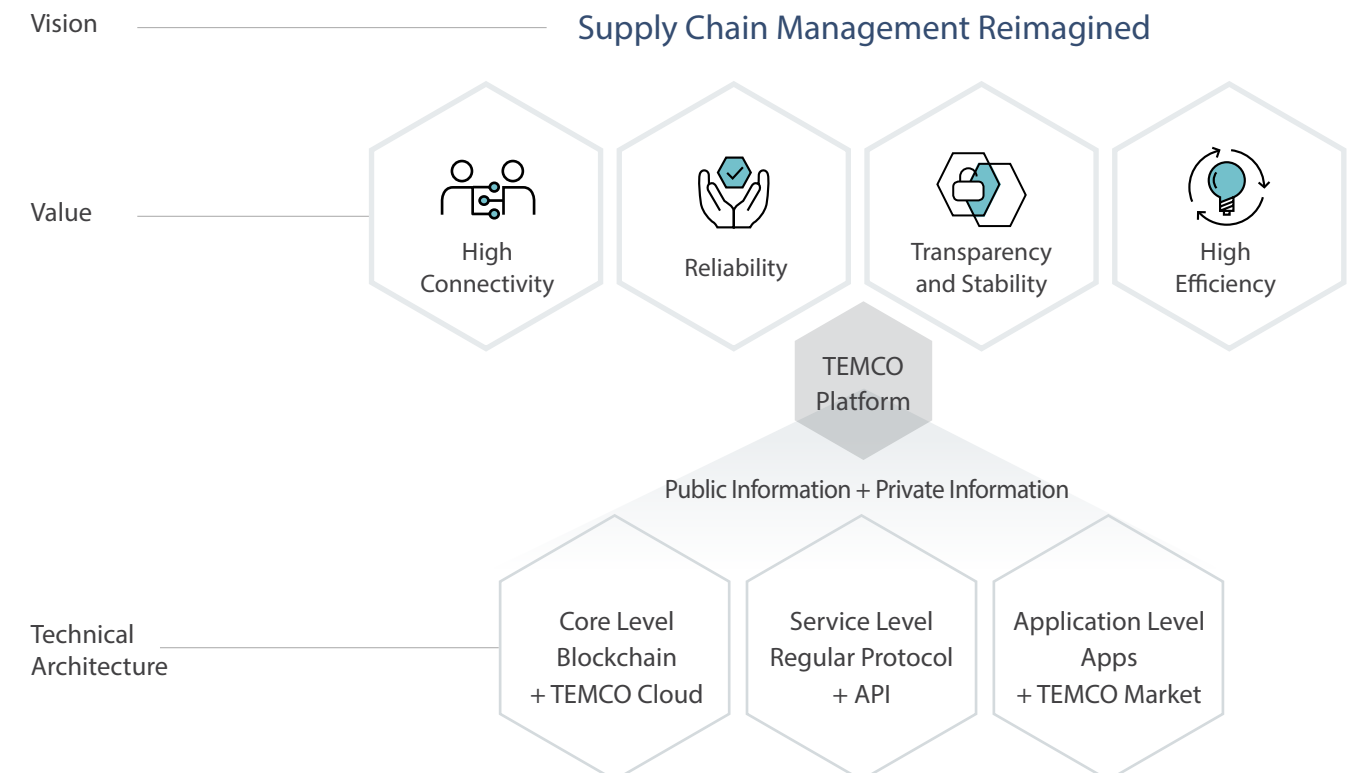 Vision
Supply Chain Management Reimagined
Value
High
Connectivity
Reliability
Transparency
and Stability
High
Efficiency
TEMCO
Platform
Public Information + Private Information
Technical
Architecture
Core Level
Blockchain
+ TEMCO Cloud
Service Level
Regular Protocol
+ API
Application Level
Apps
+ TEMCO Market